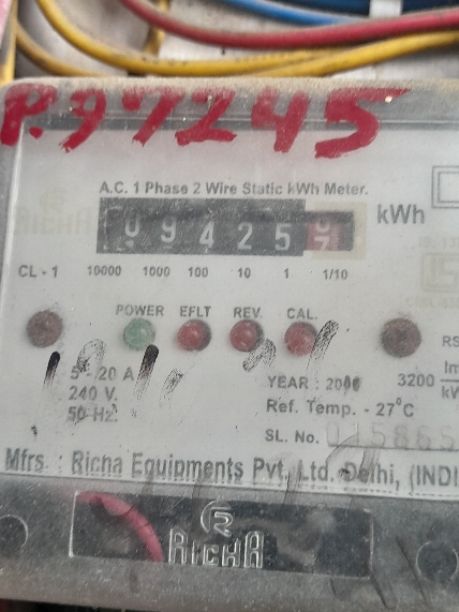 P.97245
A.C. 1 Phase 2 Wire Static kWh Meter.
09425 kWh
CL - 1 10000 1000 100 10 1 1/10
POWER EFLT REV. CAL.
5 - 20 A
240 V.
50 Hz.
YEAR : 2006
3200
Ref. Temp. - 27°C
SL. No.
Mfrs. : Richa Equipments Pvt. Ltd. Delhi, (INDI
RICHA